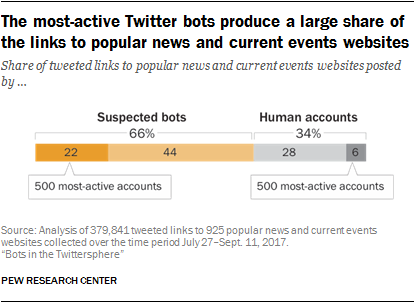 The most-active Twitter bots produce a large share of
the links to popular news and current events websites
Share of tweeted links to popular news and current events websites posted
by ...
Suspected bots
66%
Human accounts
34%
22
44
28
6
500 most-active accounts
500 most-active accounts
Source: Analysis of 379,841 tweeted links to 925 popular news and current events
websites collected over the time period July 27–Sept. 11, 2017.
“Bots in the Twittersphere”
PEW RESEARCH CENTER